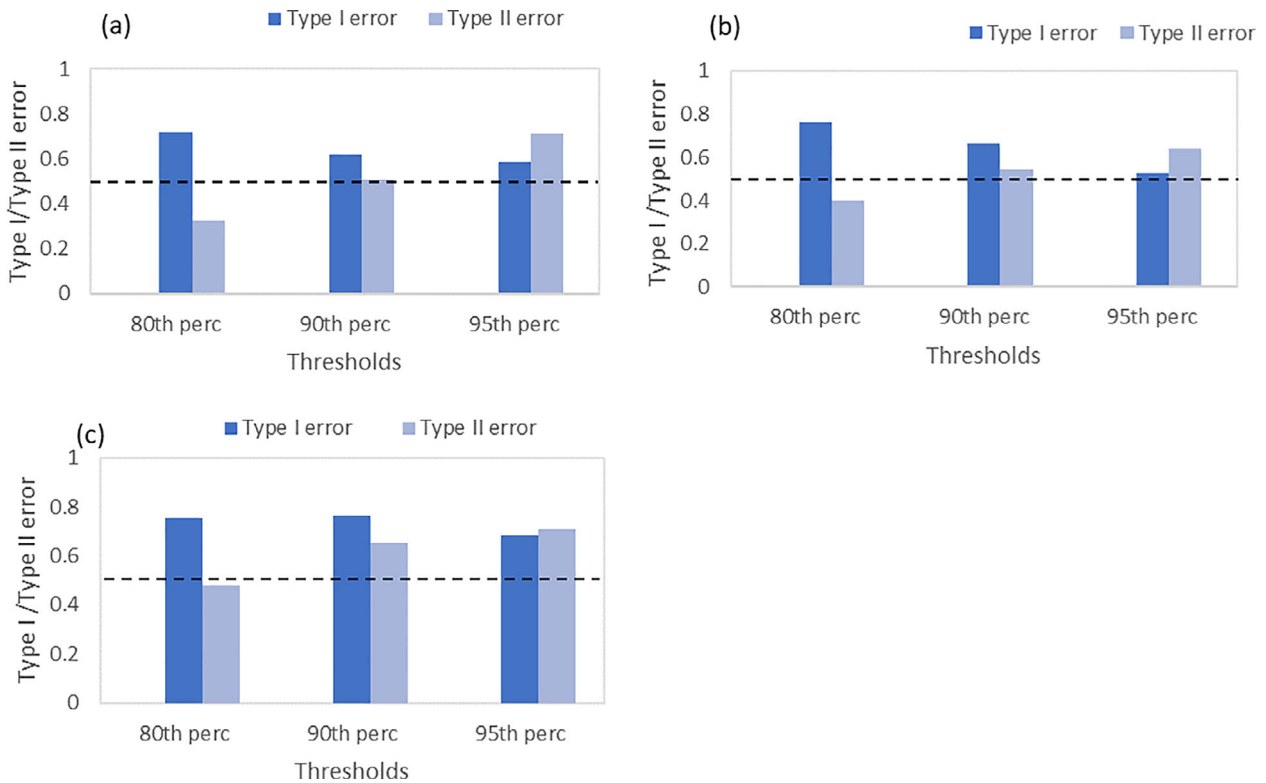 (a)
Type I error Type II error
Type I/Type II error
1
0.8
0.6
0.4
0.2
0
80th perc 90th perc 95th perc
Thresholds
(b)
Type I error Type II error
Type I /Type II error
1
0.8
0.6
0.4
0.2
0
80th perc 90th perc 95th perc
Thresholds
(c)
Type I error Type II error
Type I /Type II error
1
0.8
0.6
0.4
0.2
0
80th perc 90th perc 95th perc
Thresholds